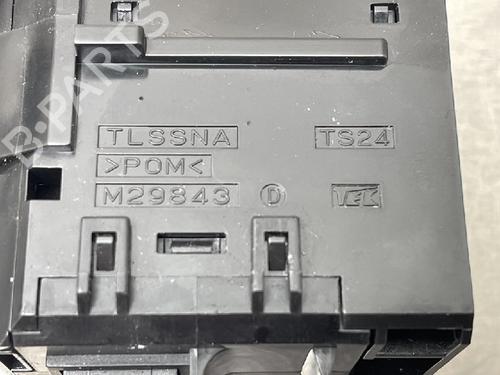 B-PARTS
TLSSNA TS24
>POM<
M29843 D TEK